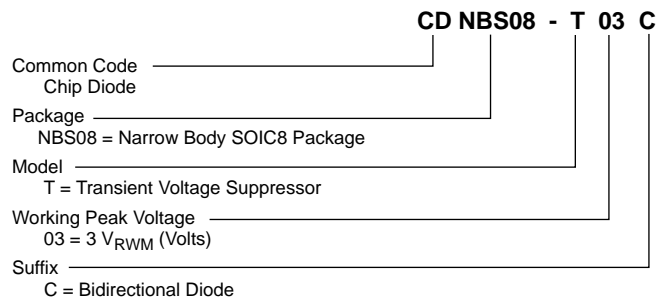 CD NBS08 - T 03 C
Common Code
Chip Diode
Package
NBS08 = Narrow Body SOIC8 Package
Model
T = Transient Voltage Suppressor
Working Peak Voltage
03 = 3 VRWM (Volts)
Suffix
C = Bidirectional Diode